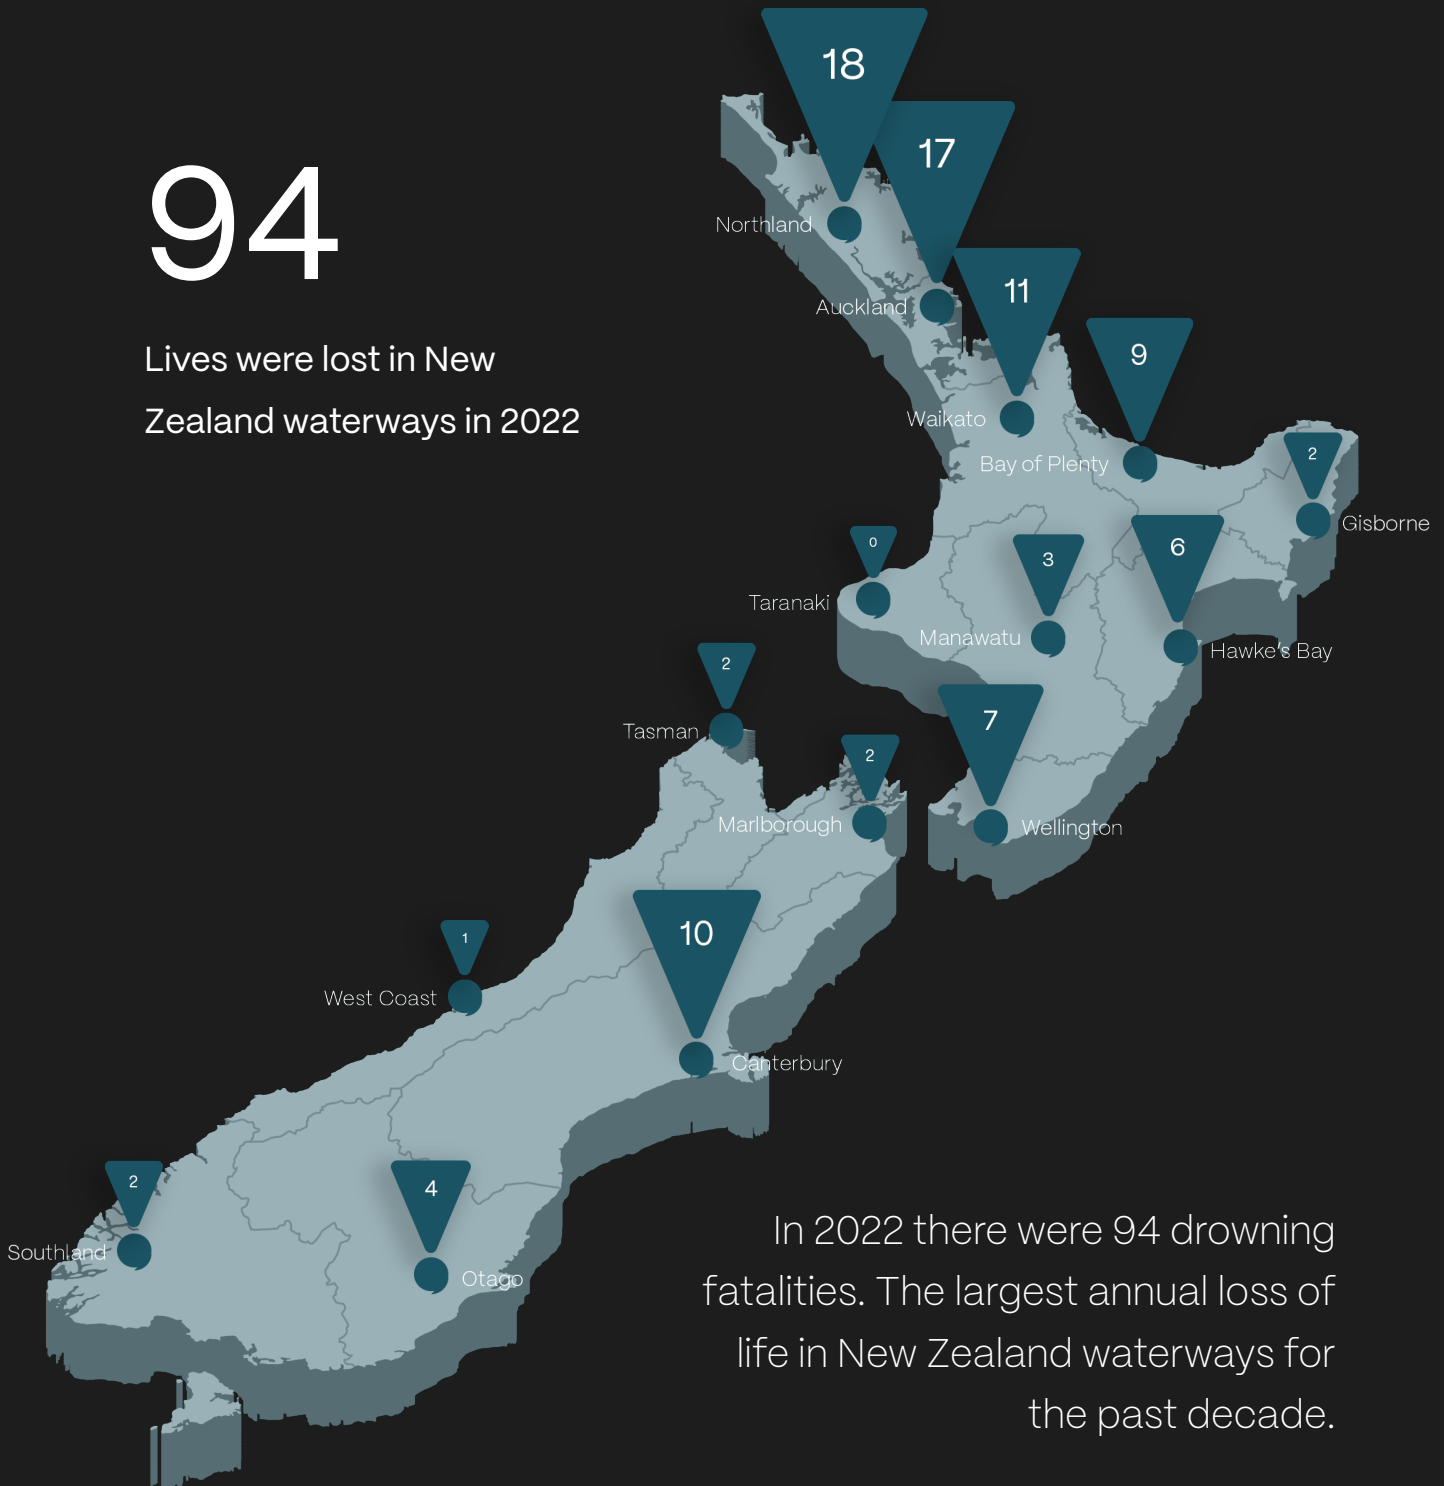 18
17
94
Northland
11
Auckland
9
Lives were lost in New
Zealand waterways in 2022
Waikato
Bay of Plenty
2
Gisborne
0
3
6
Taranaki
Manawatu
Hawke's Bay
2
Tasman
7
2
Marlborough
Wellington
10
1
West Coast
Canterbury
2
4
Southland
Otago
In 2022 there were 94 drowning
fatalities. The largest annual loss of
life in New Zealand waterways for
the past decade.